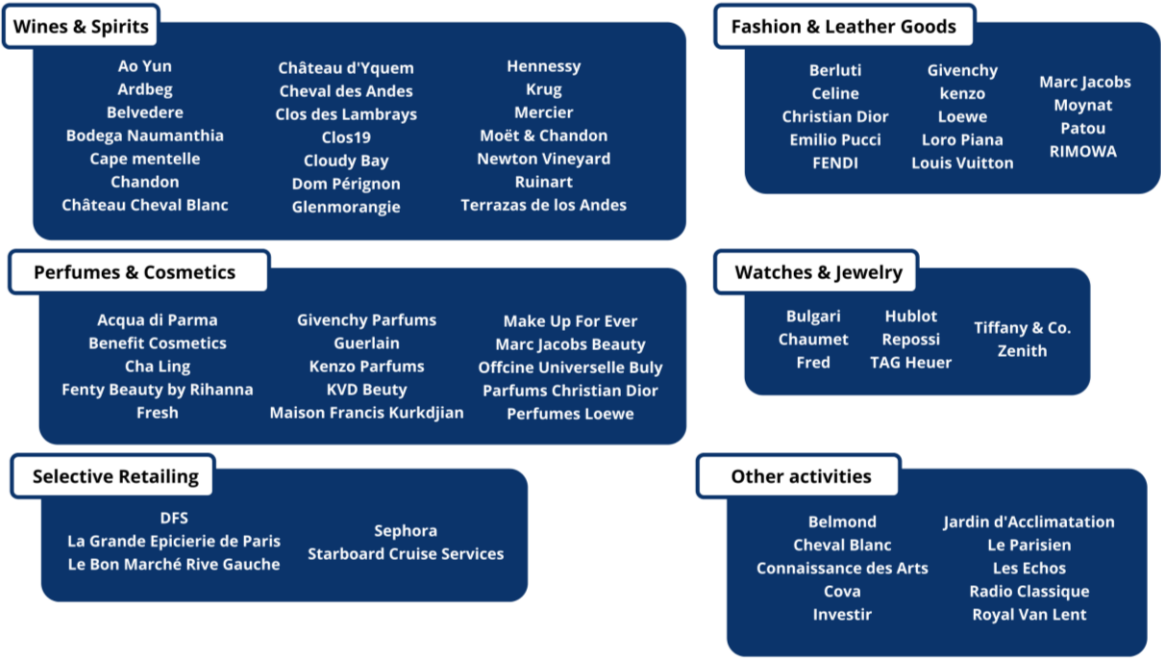 Wines & Spirits
Ao Yun
Ardbeg
Belvedere
Bodega Naumanthia
Cape mentelle
Chandon
Château Cheval Blanc
Château d'Yquem
Cheval des Andes
Clos des Lambrays
Clos19
Cloudy Bay
Dom Pérignon
Glenmorangie
Hennessy
Krug
Mercier
Moët & Chandon
Newton Vineyard
Ruinart
Terrazas de los Andes
Fashion & Leather Goods
Berluti
Celine
Christian Dior
Emilio Pucci
FENDI
Givenchy
kenzo
Loewe
Loro Piana
Louis Vuitton
Marc Jacobs
Moynat
Patou
RIMOWA
Perfumes & Cosmetics
Acqua di Parma
Benefit Cosmetics
Cha Ling
Fenty Beauty by Rihanna
Fresh
Givenchy Parfums
Guerlain
Kenzo Parfums
KVD Beuty
Maison Francis Kurkdjian
Make Up For Ever
Marc Jacobs Beauty
Offcine Universelle Buly
Parfums Christian Dior
Perfumes Loewe
Watches & Jewelry
Bulgari
Chaumet
Fred
Hublot
Repossi
TAG Heuer
Tiffany & Co.
Zenith
Selective Retailing
DFS
La Grande Epicierie de Paris
Le Bon Marché Rive Gauche
Sephora
Starboard Cruise Services
Other activities
Belmond
Cheval Blanc
Connaissance des Arts
Cova
Investir
Jardin d'Acclimatation
Le Parisien
Les Echos
Radio Classique
Royal Van Lent